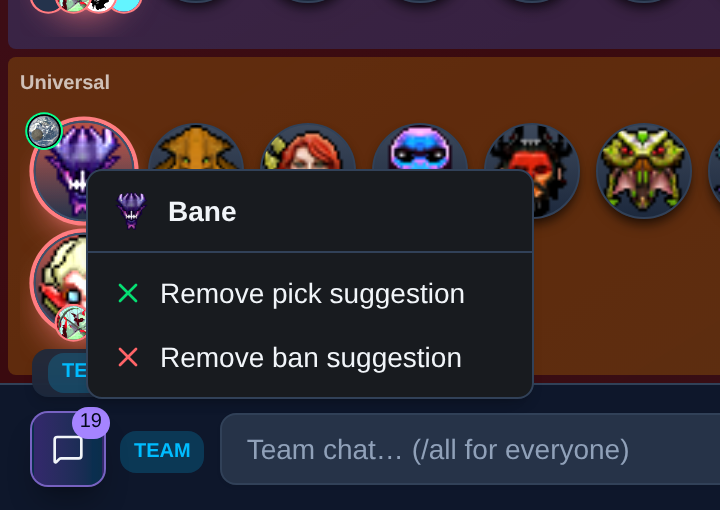 Universal
Bane
Remove pick suggestion
Remove ban suggestion
19
TEAM
Team chat… (/all for everyone)